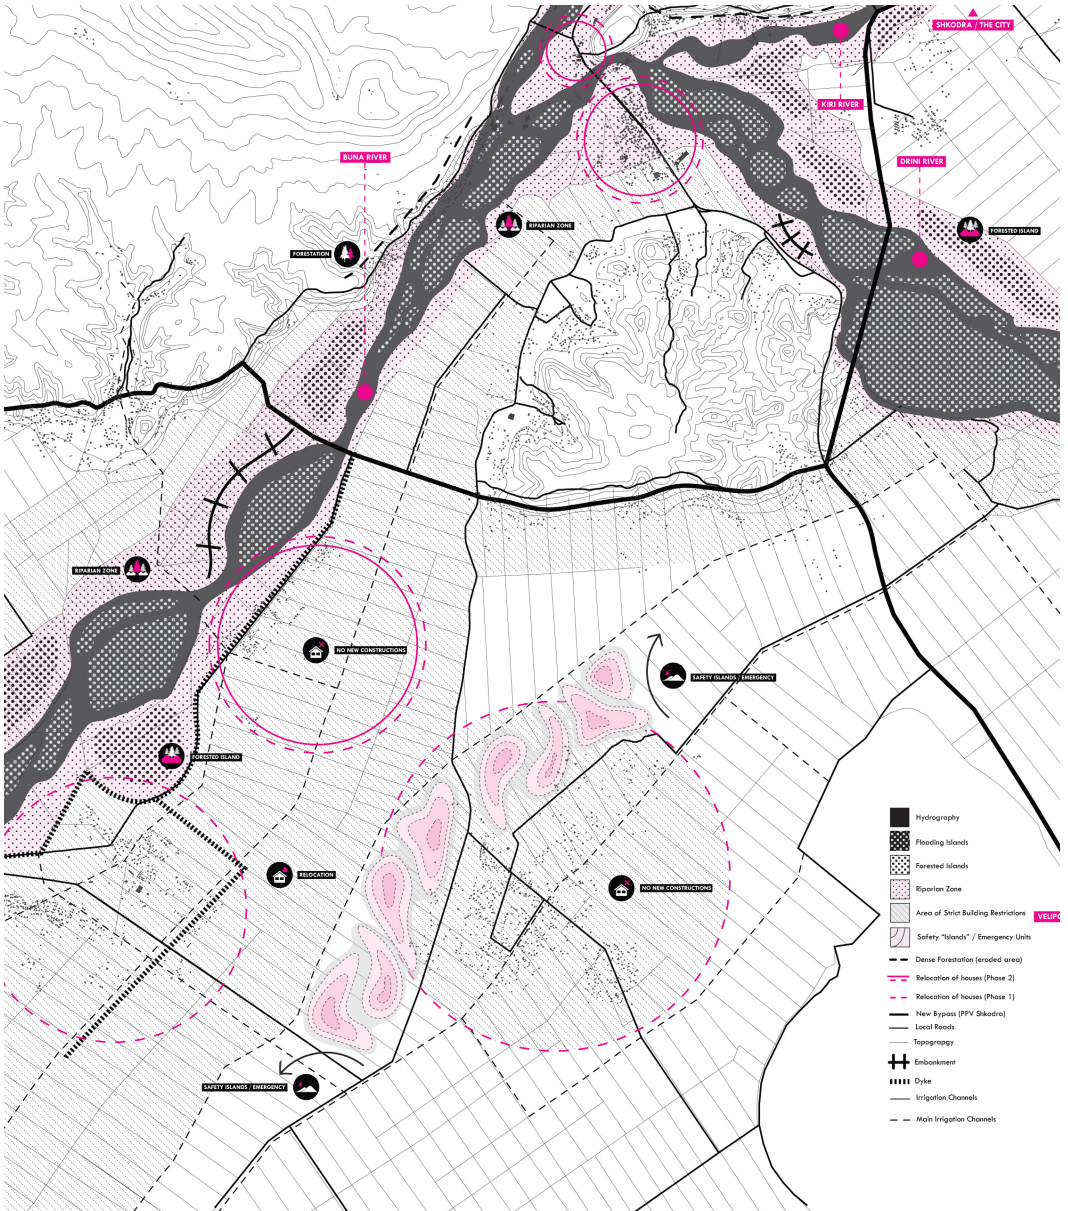 SHKODRA / THE CITY
KIRI RIVER
BUNA RIVER
DRINI RIVER
RIPARIAN ZONE
FORESTED ISLAND
FORESTATION
RIPARIAN ZONE
NO NEW CONSTRUCTIONS
SAFETY ISLANDS / EMERGENCY
FORESTED ISLAND
RELOCATION
NO NEW CONSTRUCTIONS
SAFETY ISLANDS / EMERGENCY
Hydrography
Flooding Islands
Forested Islands
Riparian Zone
Area of Strict Building Restrictions
VELIPO
Safety "Islands" / Emergency Units
Dense Forestation (eroded area)
Relocation of houses (Phase 2)
Relocation of houses (Phase 1)
New Bypass (PPV Shkodra)
Local Roads
Topograpgy
Embankment
Dyke
Irrigation Channels
Main Irrigation Channels